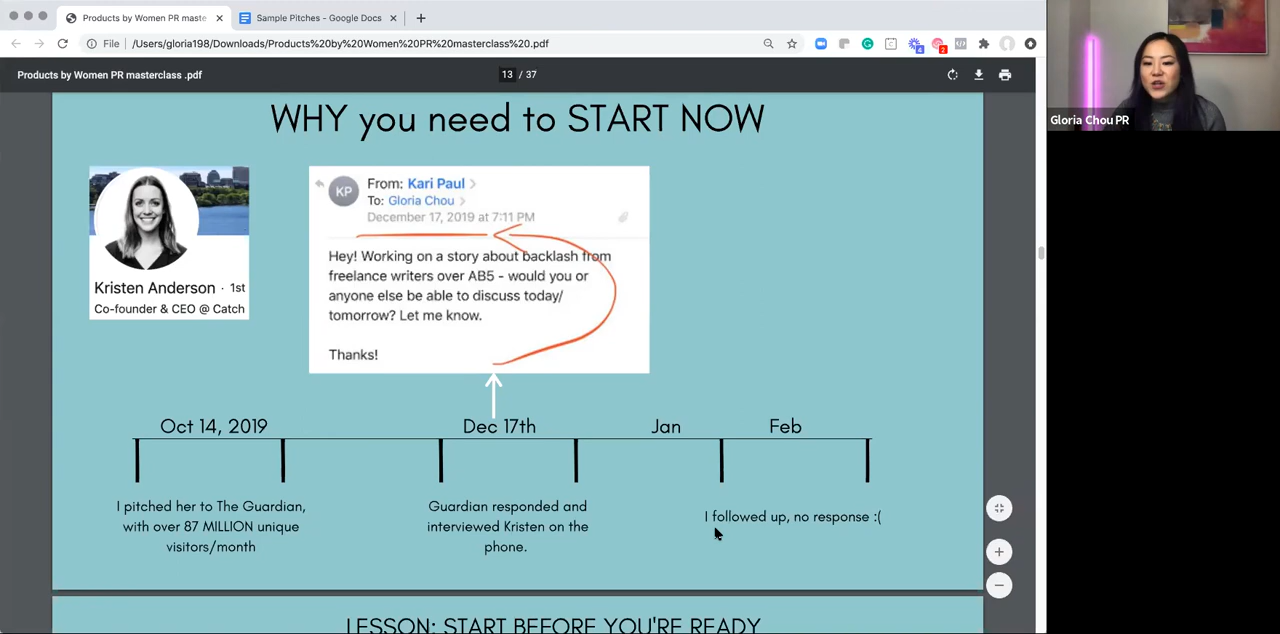 Products by Women PR maste
Sample Pitches - Google Docs
File
/Users/gloria198/Downloads/Products%20by%20Women%20PR%20masterclass%20.pdf
4
2
Products by Women PR masterclass .pdf
13 / 37
Gloria Chou PR
WHY you need to START NOW
Kristen Anderson · 1st
Co-founder & CEO @ Catch
KP
From: Kari Paul
To: Gloria Chou
December 17, 2019 at 7:11 PM
Hey! Working on a story about backlash from
freelance writers over AB5 - would you or
anyone else be able to discuss today/
tomorrow? Let me know.
Thanks!
Oct 14, 2019
Dec 17th
Jan
Feb
I pitched her to The Guardian,
with over 87 MILLION unique
visitors/month
Guardian responded and
interviewed Kristen on the
phone.
I followed up, no response :(
LESSON: START BEFORE YOU'RE READY